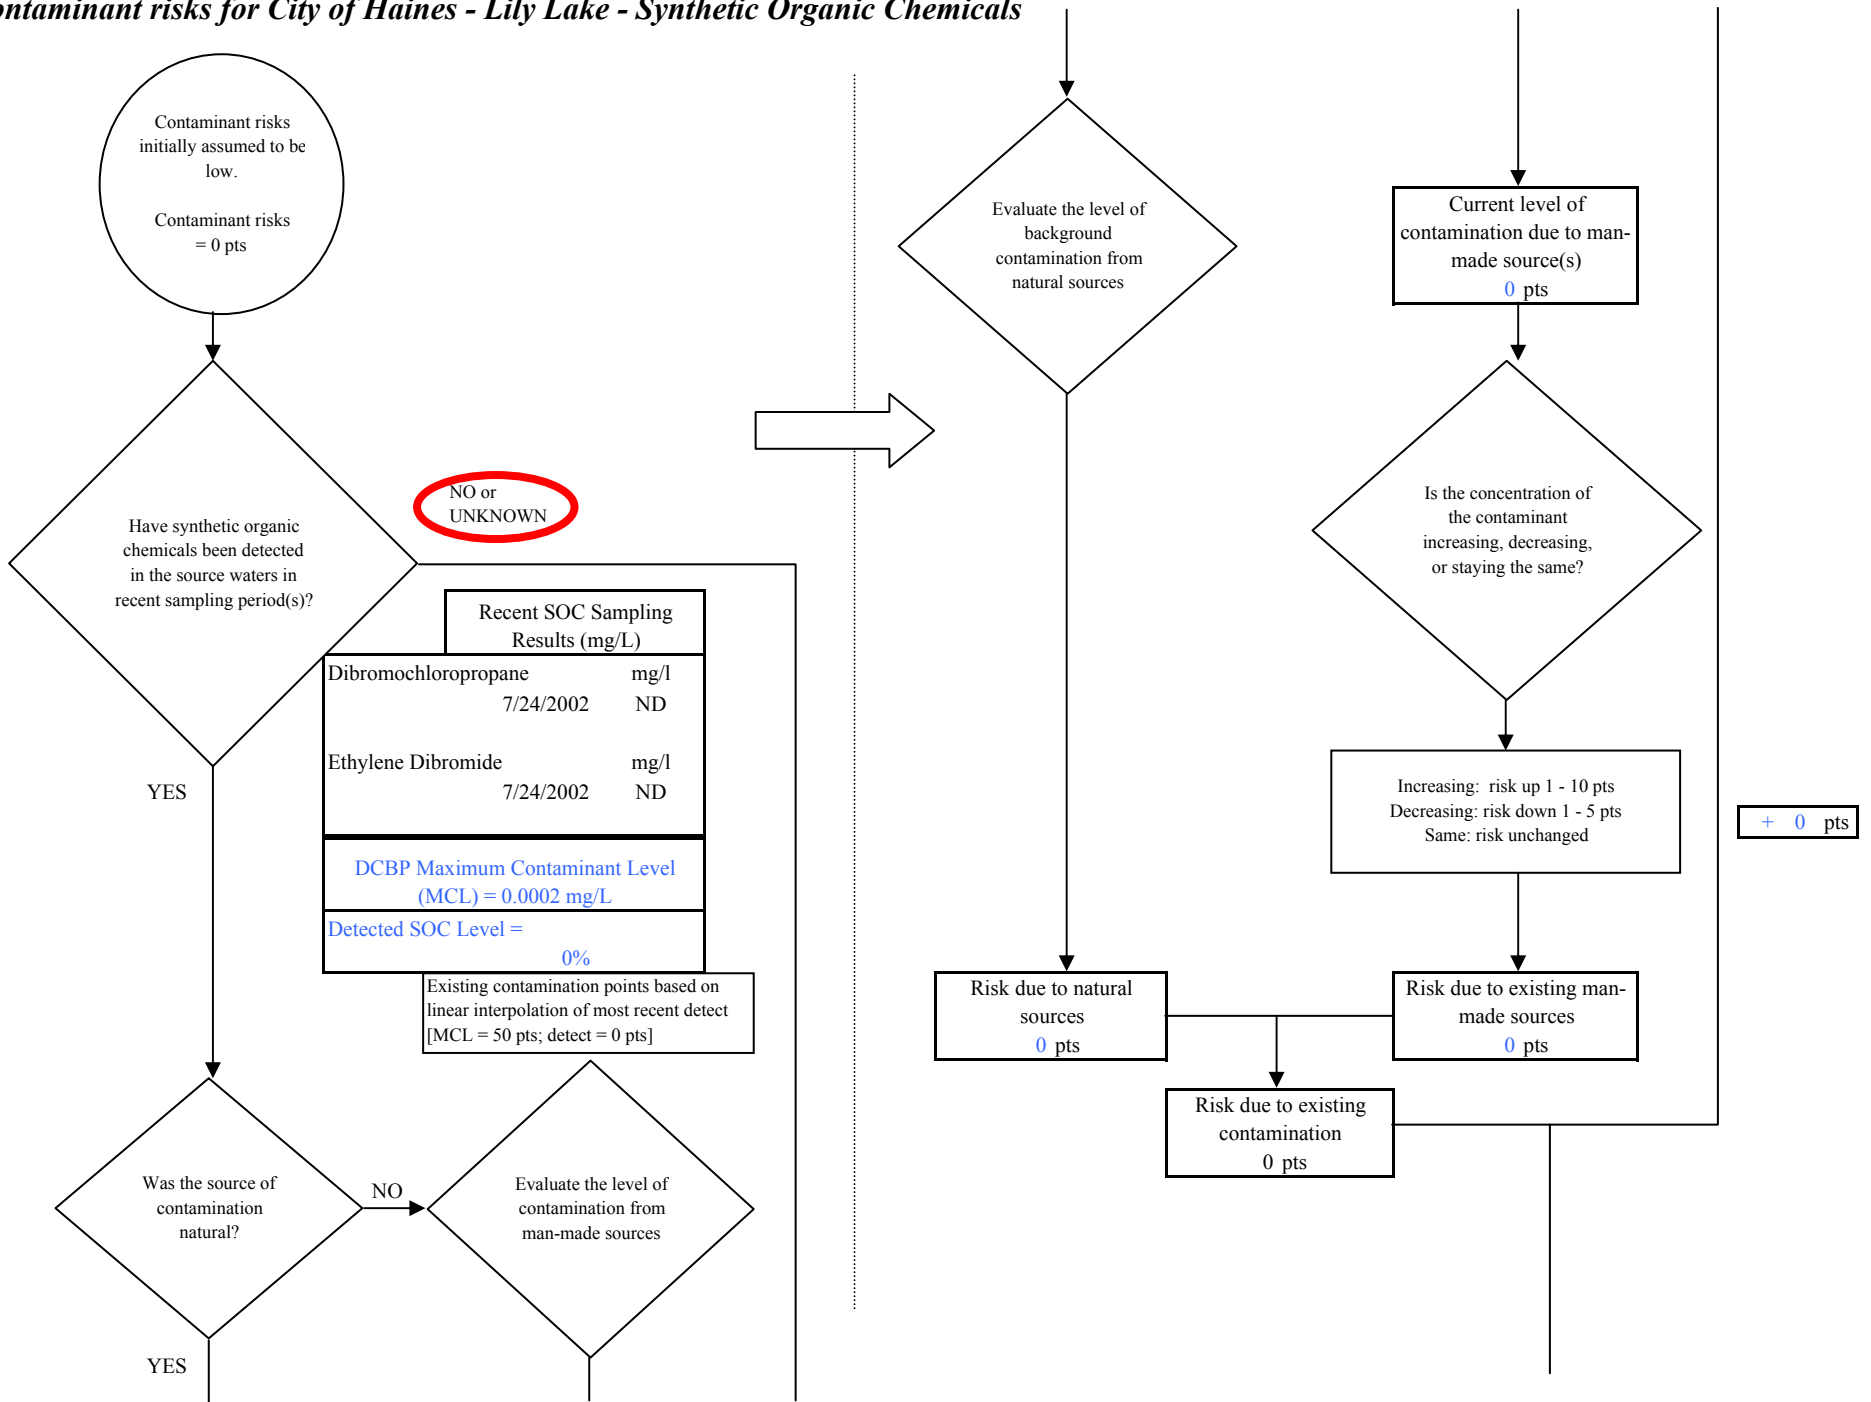 ontaminant risks for City of Haines - Lily Lake - Synthetic Organic Chemicals
Contaminant risks
initially assumed to be
low.
Contaminant risks
= 0 pts
Have synthetic organic
chemicals been detected
in the source waters in
recent sampling period(s)?
NO or
UNKNOWN
YES
Recent SOC Sampling
Results (mg/L)
Dibromochloropropane mg/l
7/24/2002 ND
Ethylene Dibromide mg/l
7/24/2002 ND
DCBP Maximum Contaminant Level
(MCL) = 0.0002 mg/L
Detected SOC Level =
0%
Existing contamination points based on
linear interpolation of most recent detect
[MCL = 50 pts; detect = 0 pts]
Was the source of
contamination
natural?
NO
Evaluate the level of
contamination from
man-made sources
YES
Evaluate the level of
background
contamination from
natural sources
Current level of
contamination due to man-
made source(s)
0 pts
Is the concentration of
the contaminant
increasing, decreasing,
or staying the same?
Increasing: risk up 1 - 10 pts
Decreasing: risk down 1 - 5 pts
Same: risk unchanged
+ 0 pts
Risk due to natural
sources
0 pts
Risk due to existing man-
made sources
0 pts
Risk due to existing
contamination
0 pts